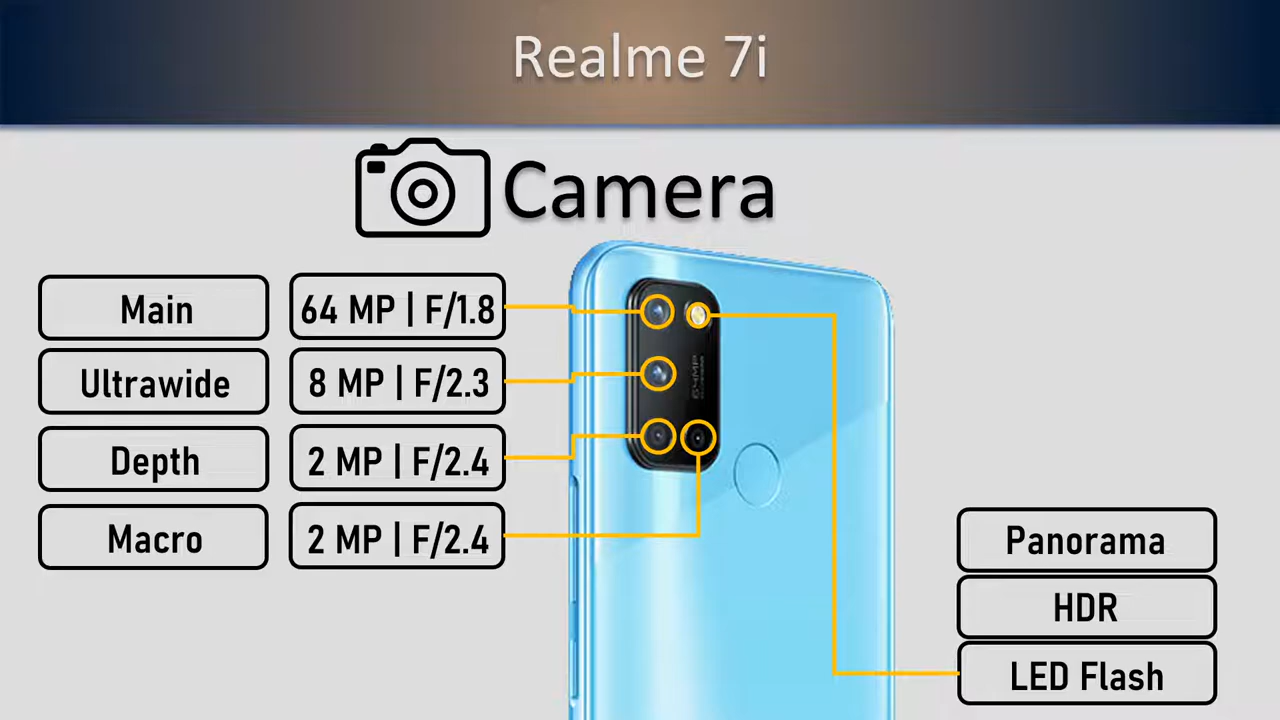 Realme 7i
Camera
Main
64 MP | F/1.8
Ultrawide
8 MP | F/2.3
Depth
2 MP | F/2.4
Macro
2 MP | F/2.4
64MP
Panorama
HDR
LED Flash